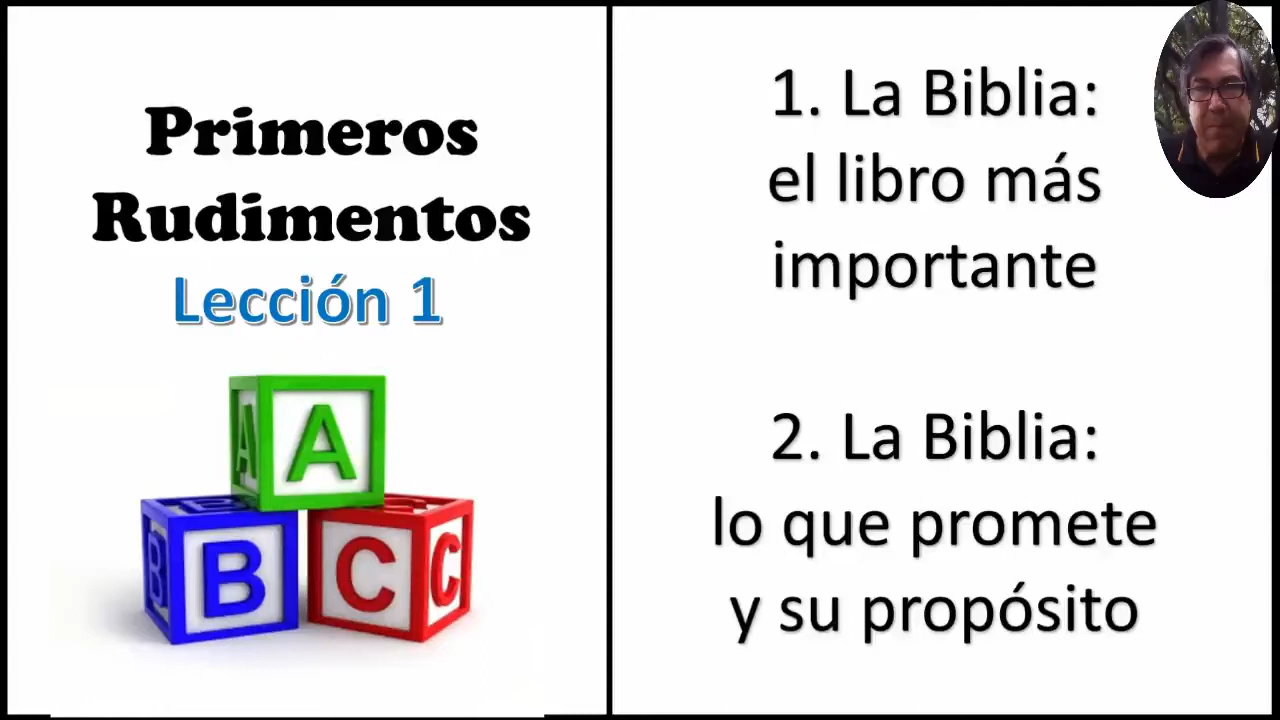 Primeros
Rudimentos
Lección 1
A A
B B B
C C C
1. La Biblia:
el libro más
importante
2. La Biblia:
lo que promete
y su propósito